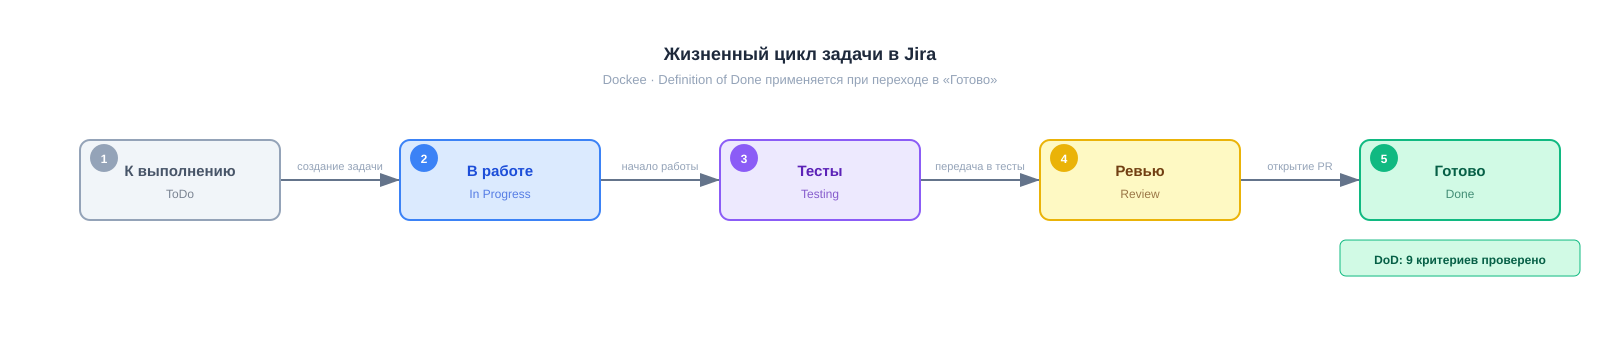 Жизненный цикл задачи в Jira
Dockee · Definition of Done применяется при переходе в «Готово»
1
К выполнению
ToDo
создание задачи
2
В работе
In Progress
начало работы
3
Тесты
Testing
передача в тесты
4
Ревью
Review
открытие PR
5
Готово
Done
DoD: 9 критериев проверено